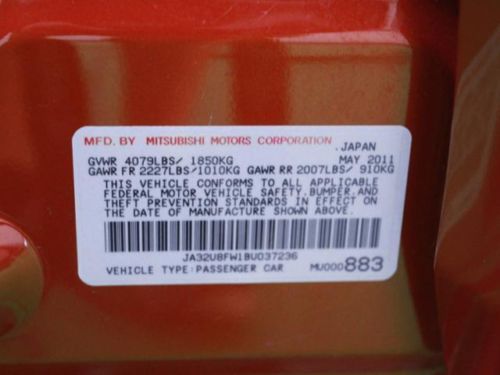 MFD. BY MITSUBISHI MOTORS CORPORATION, JAPAN
GVWR 4079LBS/ 1850KG MAY 2011
GAWR FR 2227LBS/1010KG GAWR RR 2007LBS/ 910KG
THIS VEHICLE CONFORMS TO ALL APPLICABLE
FEDERAL MOTOR VEHICLE SAFETY, BUMPER, AND
THEFT PREVENTION STANDARDS IN EFFECT ON
THE DATE OF MANUFACTURE SHOWN ABOVE.
JA32U8FW1BU037236
VEHICLE TYPE: PASSENGER CAR MU000883